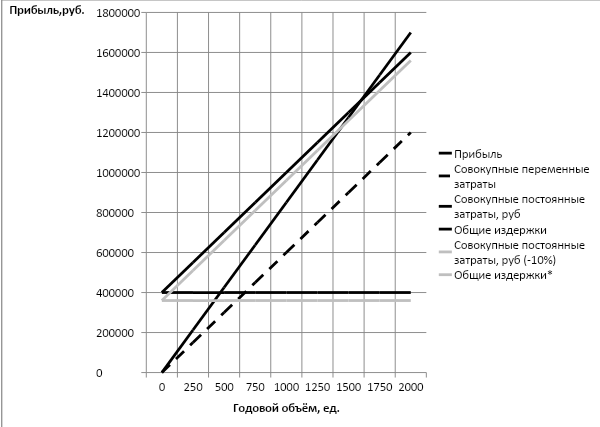 Прибыль,руб.
1800000
1600000
1400000
1200000
1000000
800000
600000
400000
200000
0
0 250 500 750 1000 1250 1500 1750 2000
Годовой объём, ед.
Прибыль
Совокупные переменные
затраты
Совокупные постоянные
затраты, руб
Общие издержки
Совокупные постоянные
затраты, руб (-10%)
Общие издержки*